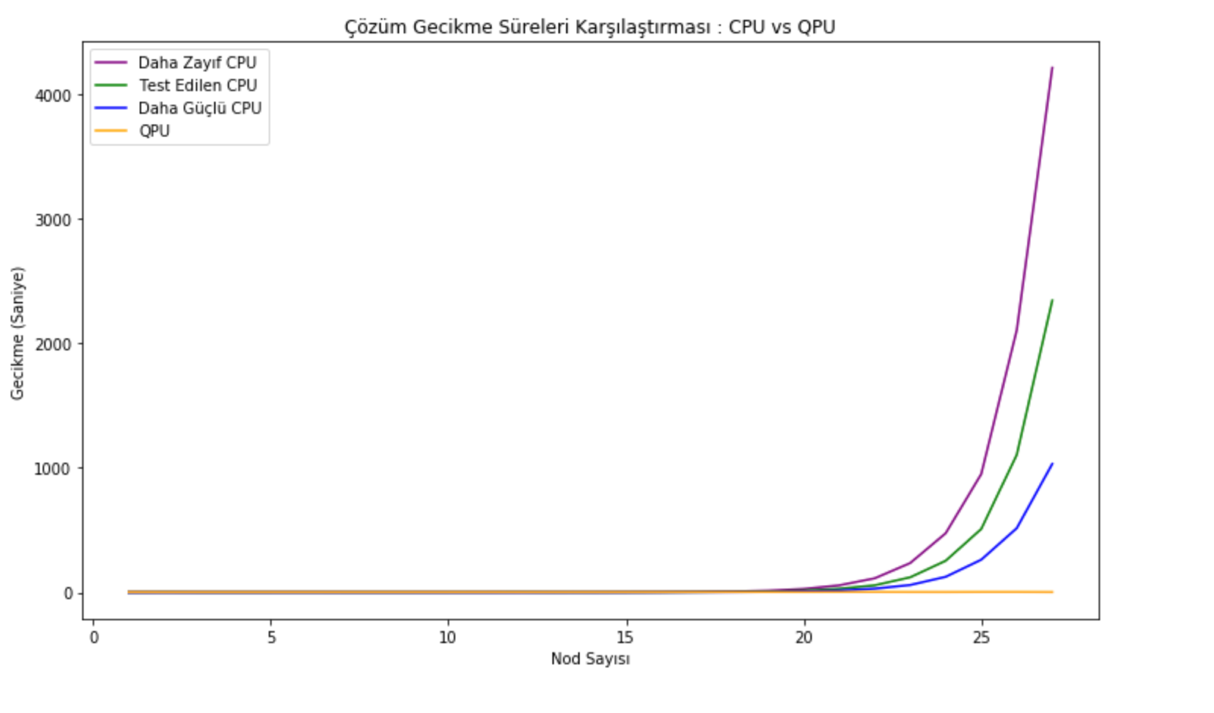 Çözüm Gecikme Süreleri Karşılaştırması : CPU vs QPU
Daha Zayıf CPU
Test Edilen CPU
Daha Güçlü CPU
QPU
4000
3000
2000
1000
0
Gecikme (Saniye)
0 5 10 15 20 25
Nod Sayısı